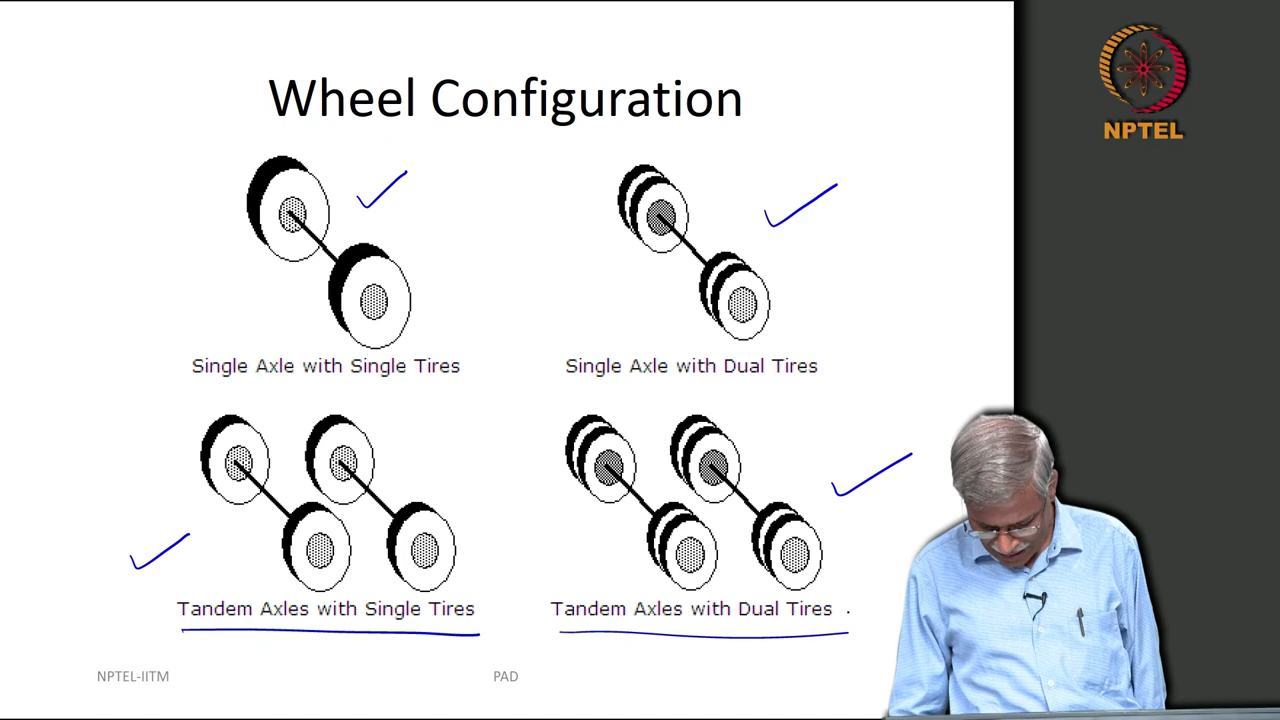 Wheel Configuration
NPTEL
Single Axle with Single Tires
Single Axle with Dual Tires
Tandem Axles with Single Tires
Tandem Axles with Dual Tires
NPTEL-IITM
PAD